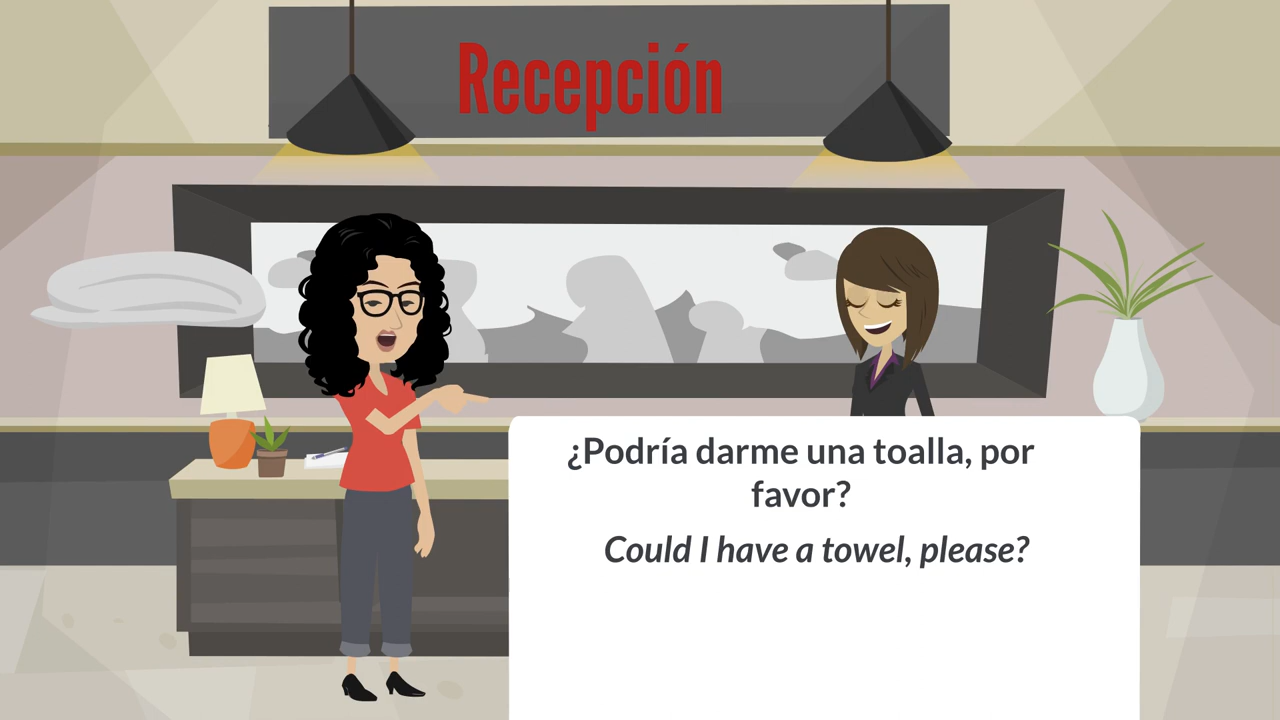 Recepción
¿Podría darme una toalla, por
favor?
Could I have a towel, please?